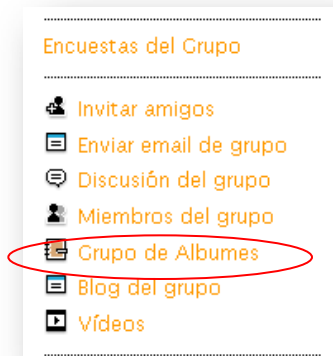 Encuestas del Grupo
Invitar amigos
Enviar email de grupo
Discusión del grupo
Miembros del grupo
Grupo de Albumes
Blog del grupo
Vídeos